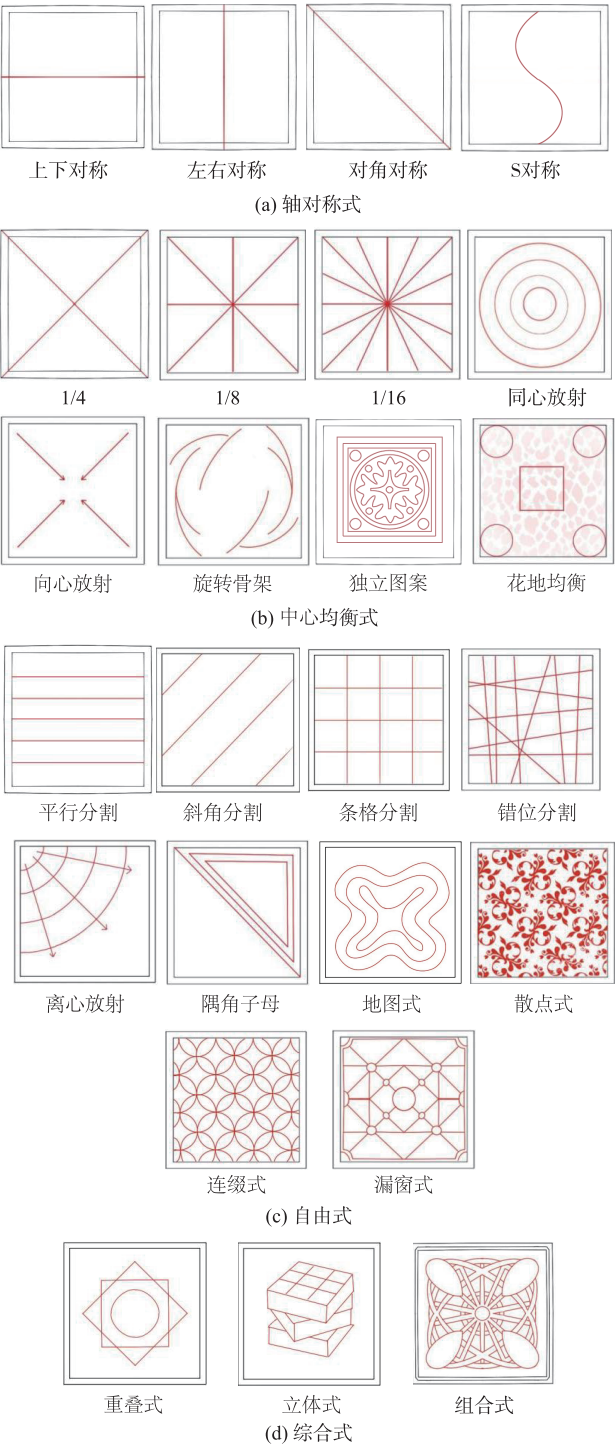 上下对称 左右对称 对角对称 S对称
(a) 轴对称式
1/4 1/8 1/16 同心放射
向心放射 旋转骨架 独立图案 花地均衡
(b) 中心均衡式
平行分割 斜角分割 条格分割 错位分割
离心放射 隅角子母 地图式 散点式
连缀式 漏窗式
(c) 自由式
重叠式 立体式 组合式
(d) 综合式